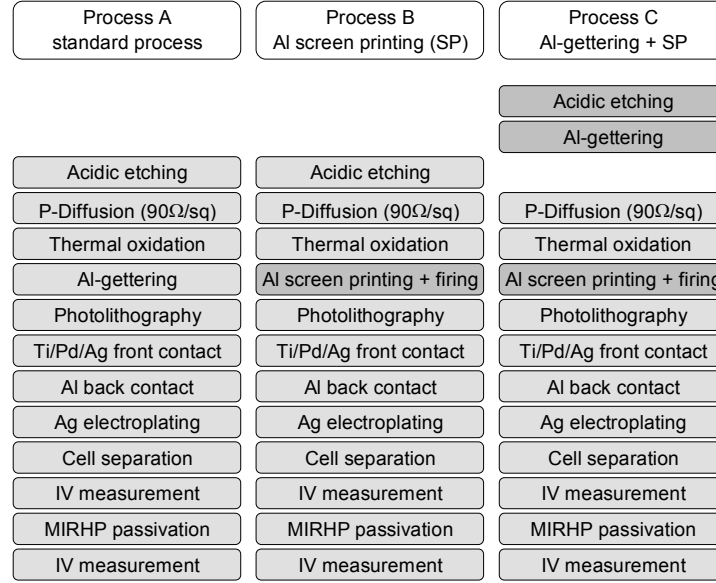 Process A
standard process
Process B
Al screen printing (SP)
Process C
Al-gettering + SP
Acidic etching
Al-gettering
Acidic etching
Acidic etching
P-Diffusion (90Ω/sq)
P-Diffusion (90Ω/sq)
P-Diffusion (90Ω/sq)
Thermal oxidation
Thermal oxidation
Thermal oxidation
Al-gettering
Al screen printing + firing
Al screen printing + firing
Photolithography
Photolithography
Photolithography
Ti/Pd/Ag front contact
Ti/Pd/Ag front contact
Ti/Pd/Ag front contact
Al back contact
Al back contact
Al back contact
Ag electroplating
Ag electroplating
Ag electroplating
Cell separation
Cell separation
Cell separation
IV measurement
IV measurement
IV measurement
MIRHP passivation
MIRHP passivation
MIRHP passivation
IV measurement
IV measurement
IV measurement